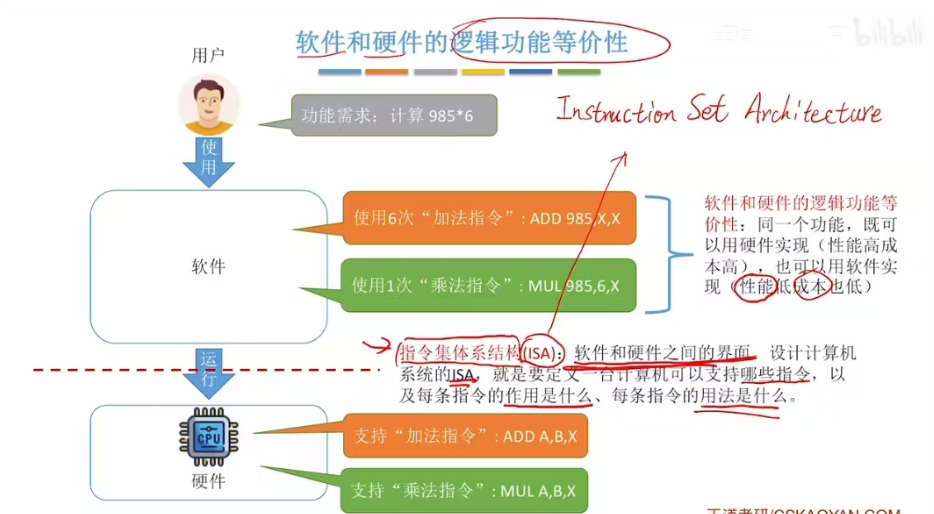 bilibili
软件和硬件的逻辑功能等价性
用户
功能需求：计算 985*6
Instruction Set Architecture
使
用
软件
使用6次“加法指令”: ADD 985,X,X
使用1次“乘法指令”: MUL 985,6,X
软件和硬件的逻辑功能等
价性：同一个功能，既可
以用硬件实现（性能高成
本高），也可以用软件实
现（性能低成本也低）
指令集体系结构(ISA)：软件和硬件之间的界面。设计计算机
系统的ISA，就是要定义一台计算机可以支持哪些指令，以
及每条指令的作用是什么、每条指令的用法是什么。
运
行
CPU
硬件
支持“加法指令”: ADD A,B,X
支持“乘法指令”: MUL A,B,X
王道考研/CSKAOYAN.COM